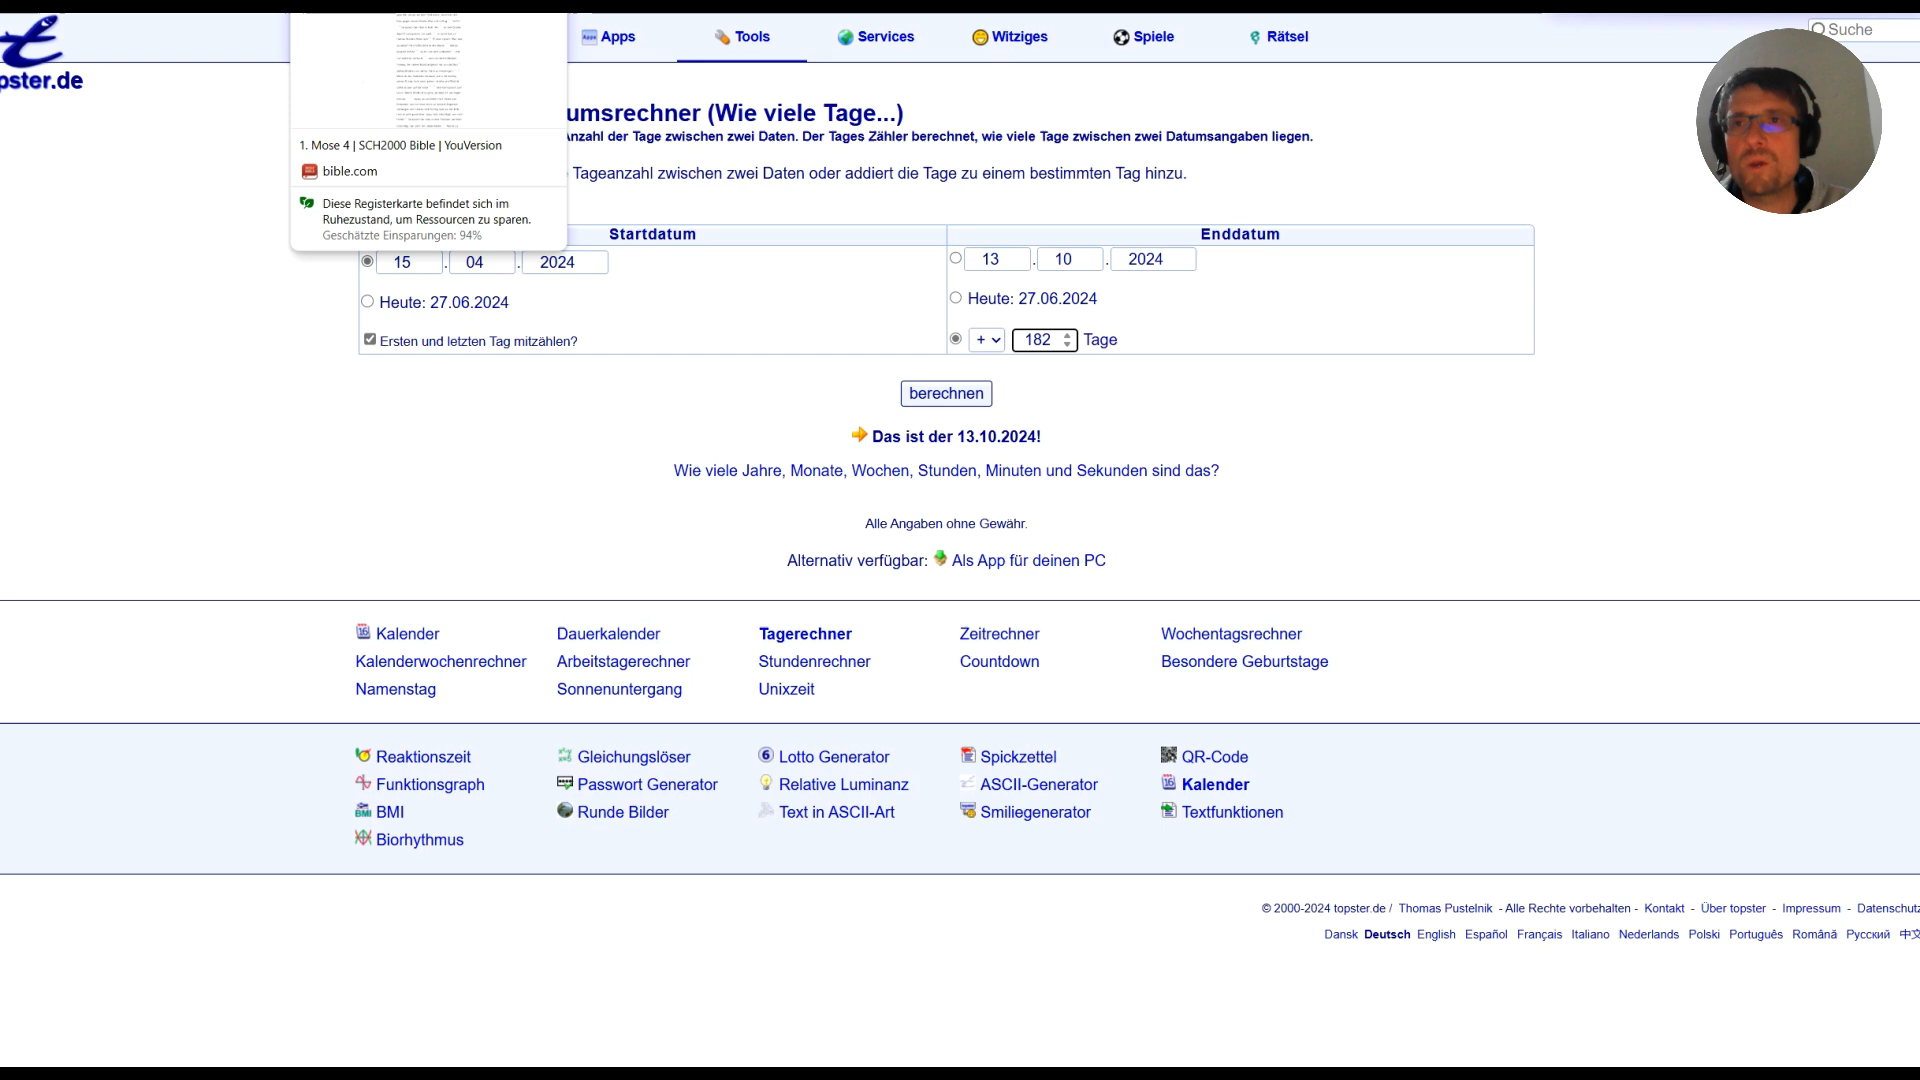 Apps
Tools
Services
Witziges
Spiele
Rätsel
Suche
pster.de
umsrechner (Wie viele Tage...)
Anzahl der Tage zwischen zwei Daten. Der Tages Zähler berechnet, wie viele Tage zwischen zwei Datumsangaben liegen.
1. Mose 4 | SCH2000 Bible | YouVersion
bible.com
Tageanzahl zwischen zwei Daten oder addiert die Tage zu einem bestimmten Tag hinzu.
Diese Registerkarte befindet sich im
Ruhezustand, um Ressourcen zu sparen.
Geschätzte Einsparungen: 94%
Startdatum
Enddatum
15 . 04 . 2024
13 . 10 . 2024
Heute: 27.06.2024
Heute: 27.06.2024
Ersten und letzten Tag mitzählen?
+ 182 Tage
berechnen
Das ist der 13.10.2024!
Wie viele Jahre, Monate, Wochen, Stunden, Minuten und Sekunden sind das?
Alle Angaben ohne Gewähr.
Alternativ verfügbar: Als App für deinen PC
Kalender Dauerkalender Tagerechner Zeitrechner Wochentagsrechner
Kalenderwochenrechner Arbeitstagerechner Stundenrechner Countdown Besondere Geburtstage
Namenstag Sonnenuntergang Unixzeit
Reaktionszeit Gleichungslöser Lotto Generator Spickzettel QR-Code
Funktionsgraph Passwort Generator Relative Luminanz ASCII-Generator Kalender
BMI Runde Bilder Text in ASCII-Art Smiliegenerator Textfunktionen
Biorhythmus
© 2000-2024 topster.de / Thomas Pustelnik - Alle Rechte vorbehalten - Kontakt - Über topster - Impressum - Datenschutz
Dansk Deutsch English Español Français Italiano Nederlands Polski Português Română Русский 中文